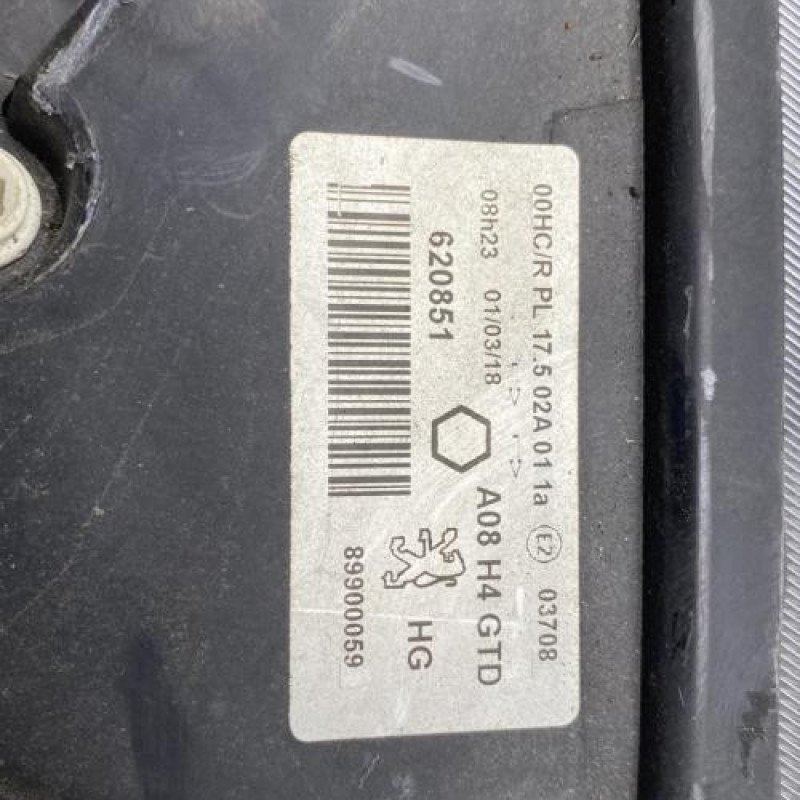 00HC/R PL 17.5 02A 01 1a E2 03708
08h23 01/03/18
A08 H4 GTD
620851
HG
89900059